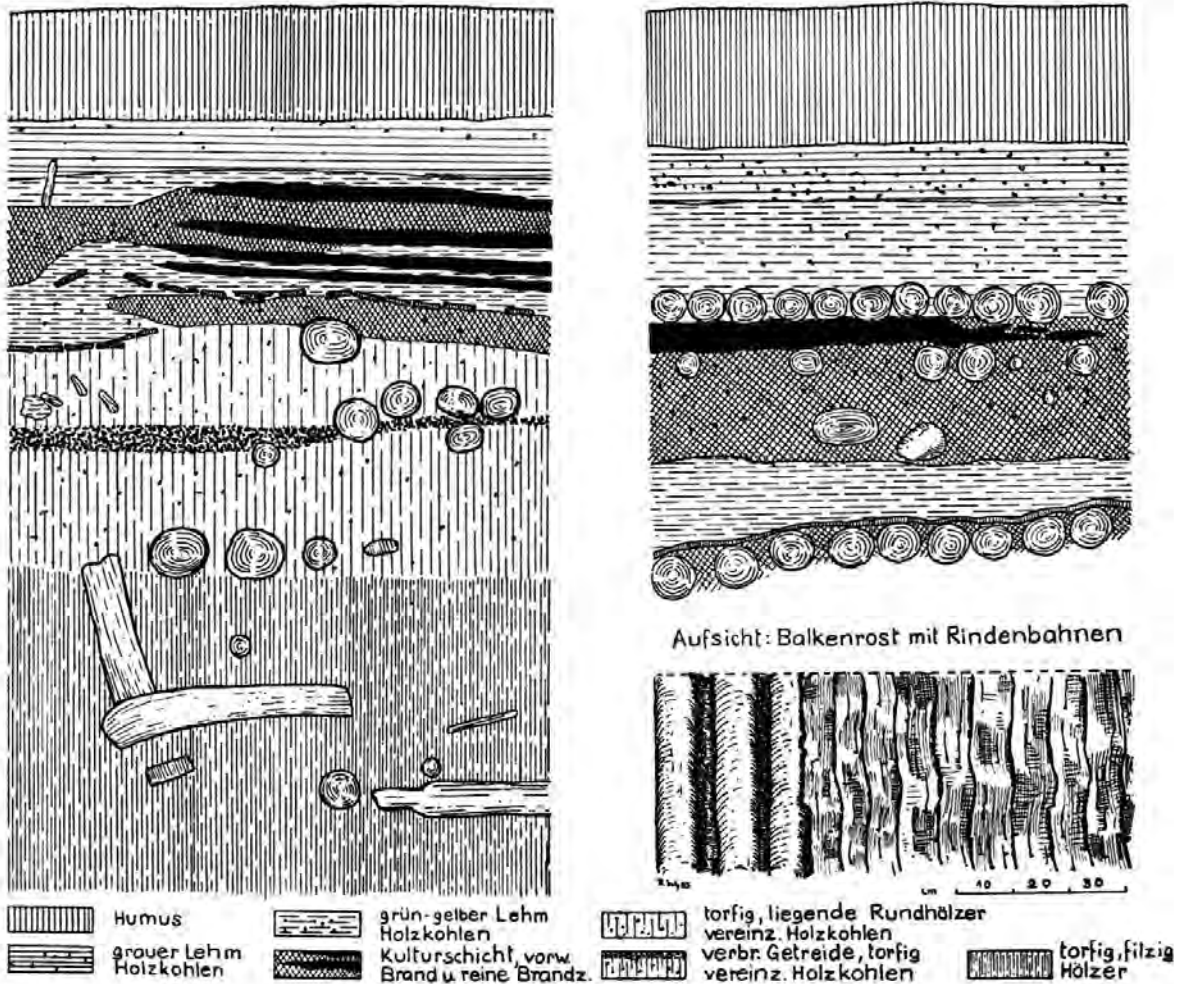 Aufsicht: Balkenrost mit Rindenbahnen
cm 10 20 30
Humus
grauer Lehm
Holzkohlen
grün-gelber Lehm
Holzkohlen
Kulturschicht, vorw.
Brand u. reine Brandz.
torfig, liegende Rundhölzer
vereinz. Holzkohlen
verbr. Getreide, torfig
vereinz. Holzkohlen
torfig, filzig
Hölzer